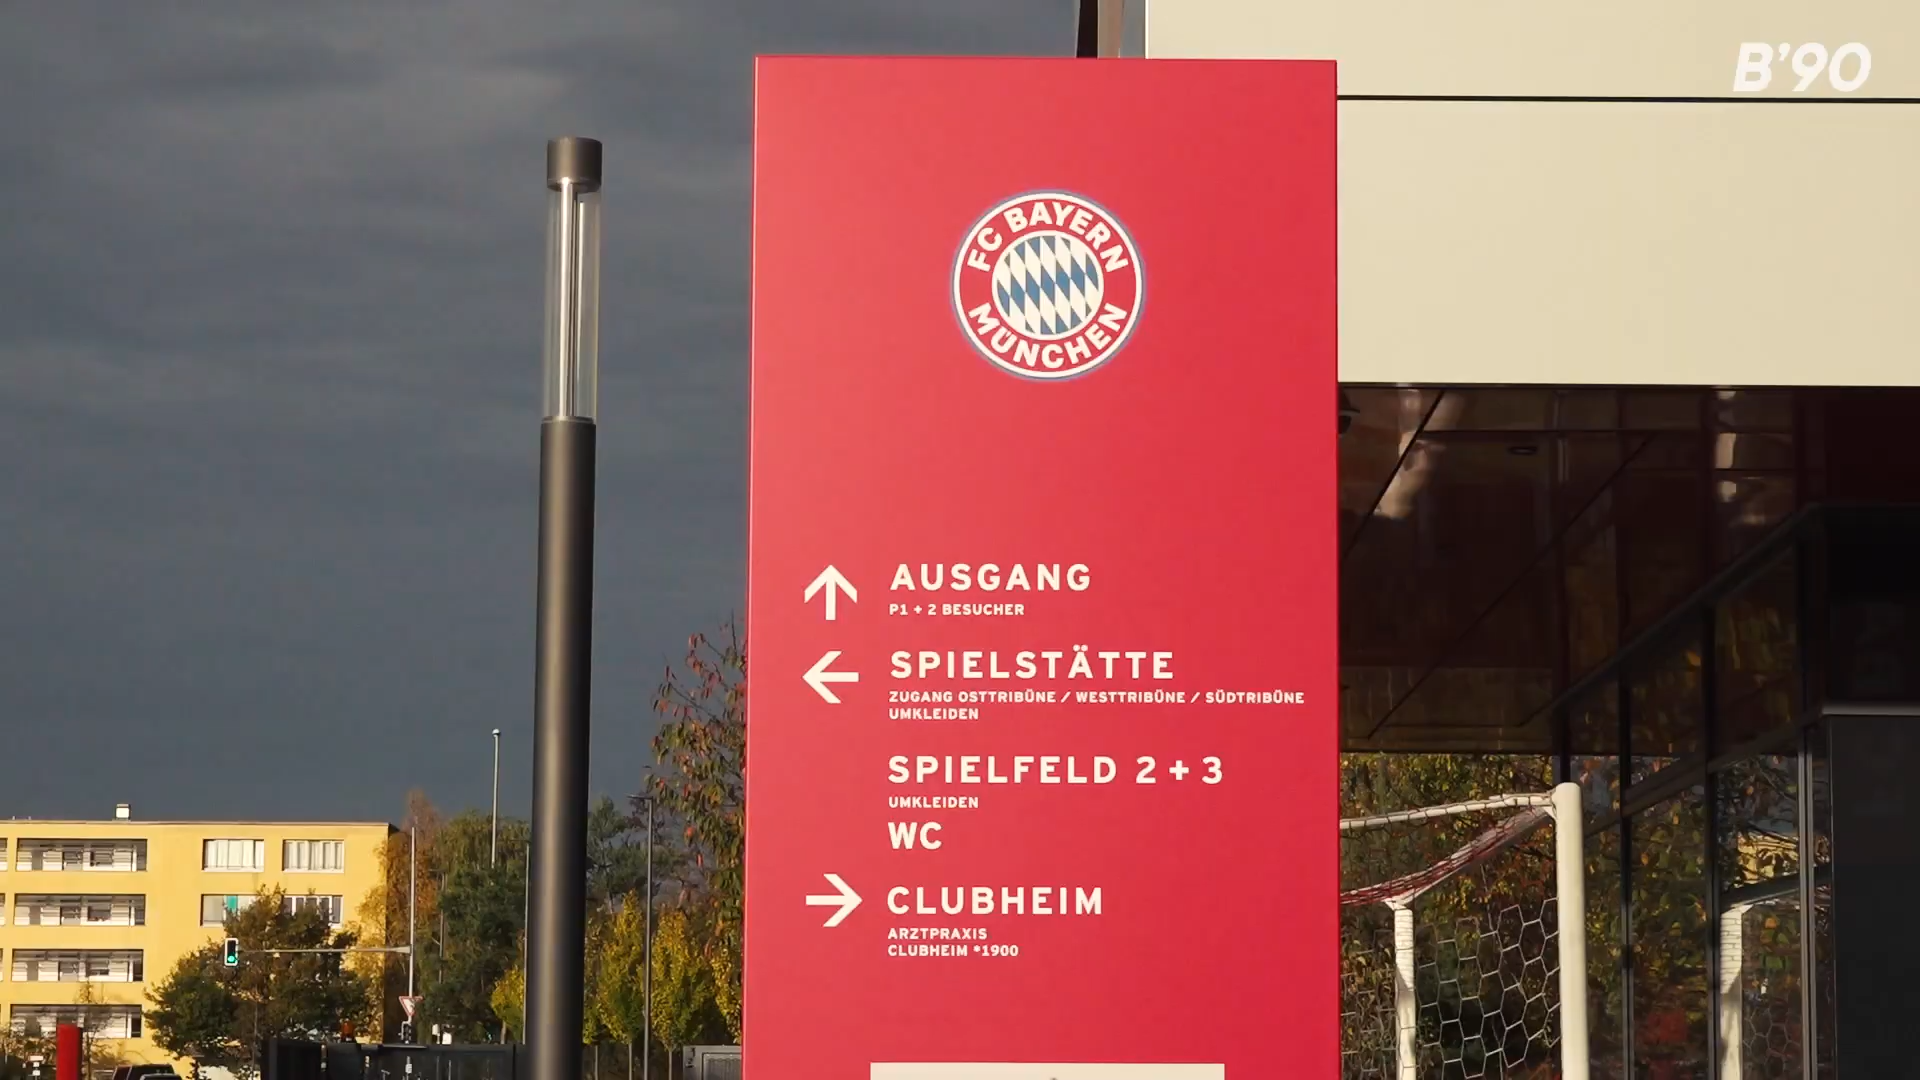 B'90
FC BAYERN
MÜNCHEN
AUSGANG
P1 + 2 BESUCHER
SPIELSTÄTTE
ZUGANG OSTTRIBÜNE / WESTTRIBÜNE / SÜDTRIBÜNE
UMKLEIDEN
SPIELFELD 2 + 3
UMKLEIDEN
WC
CLUBHEIM
ARZTPRAXIS
CLUBHEIM *1900